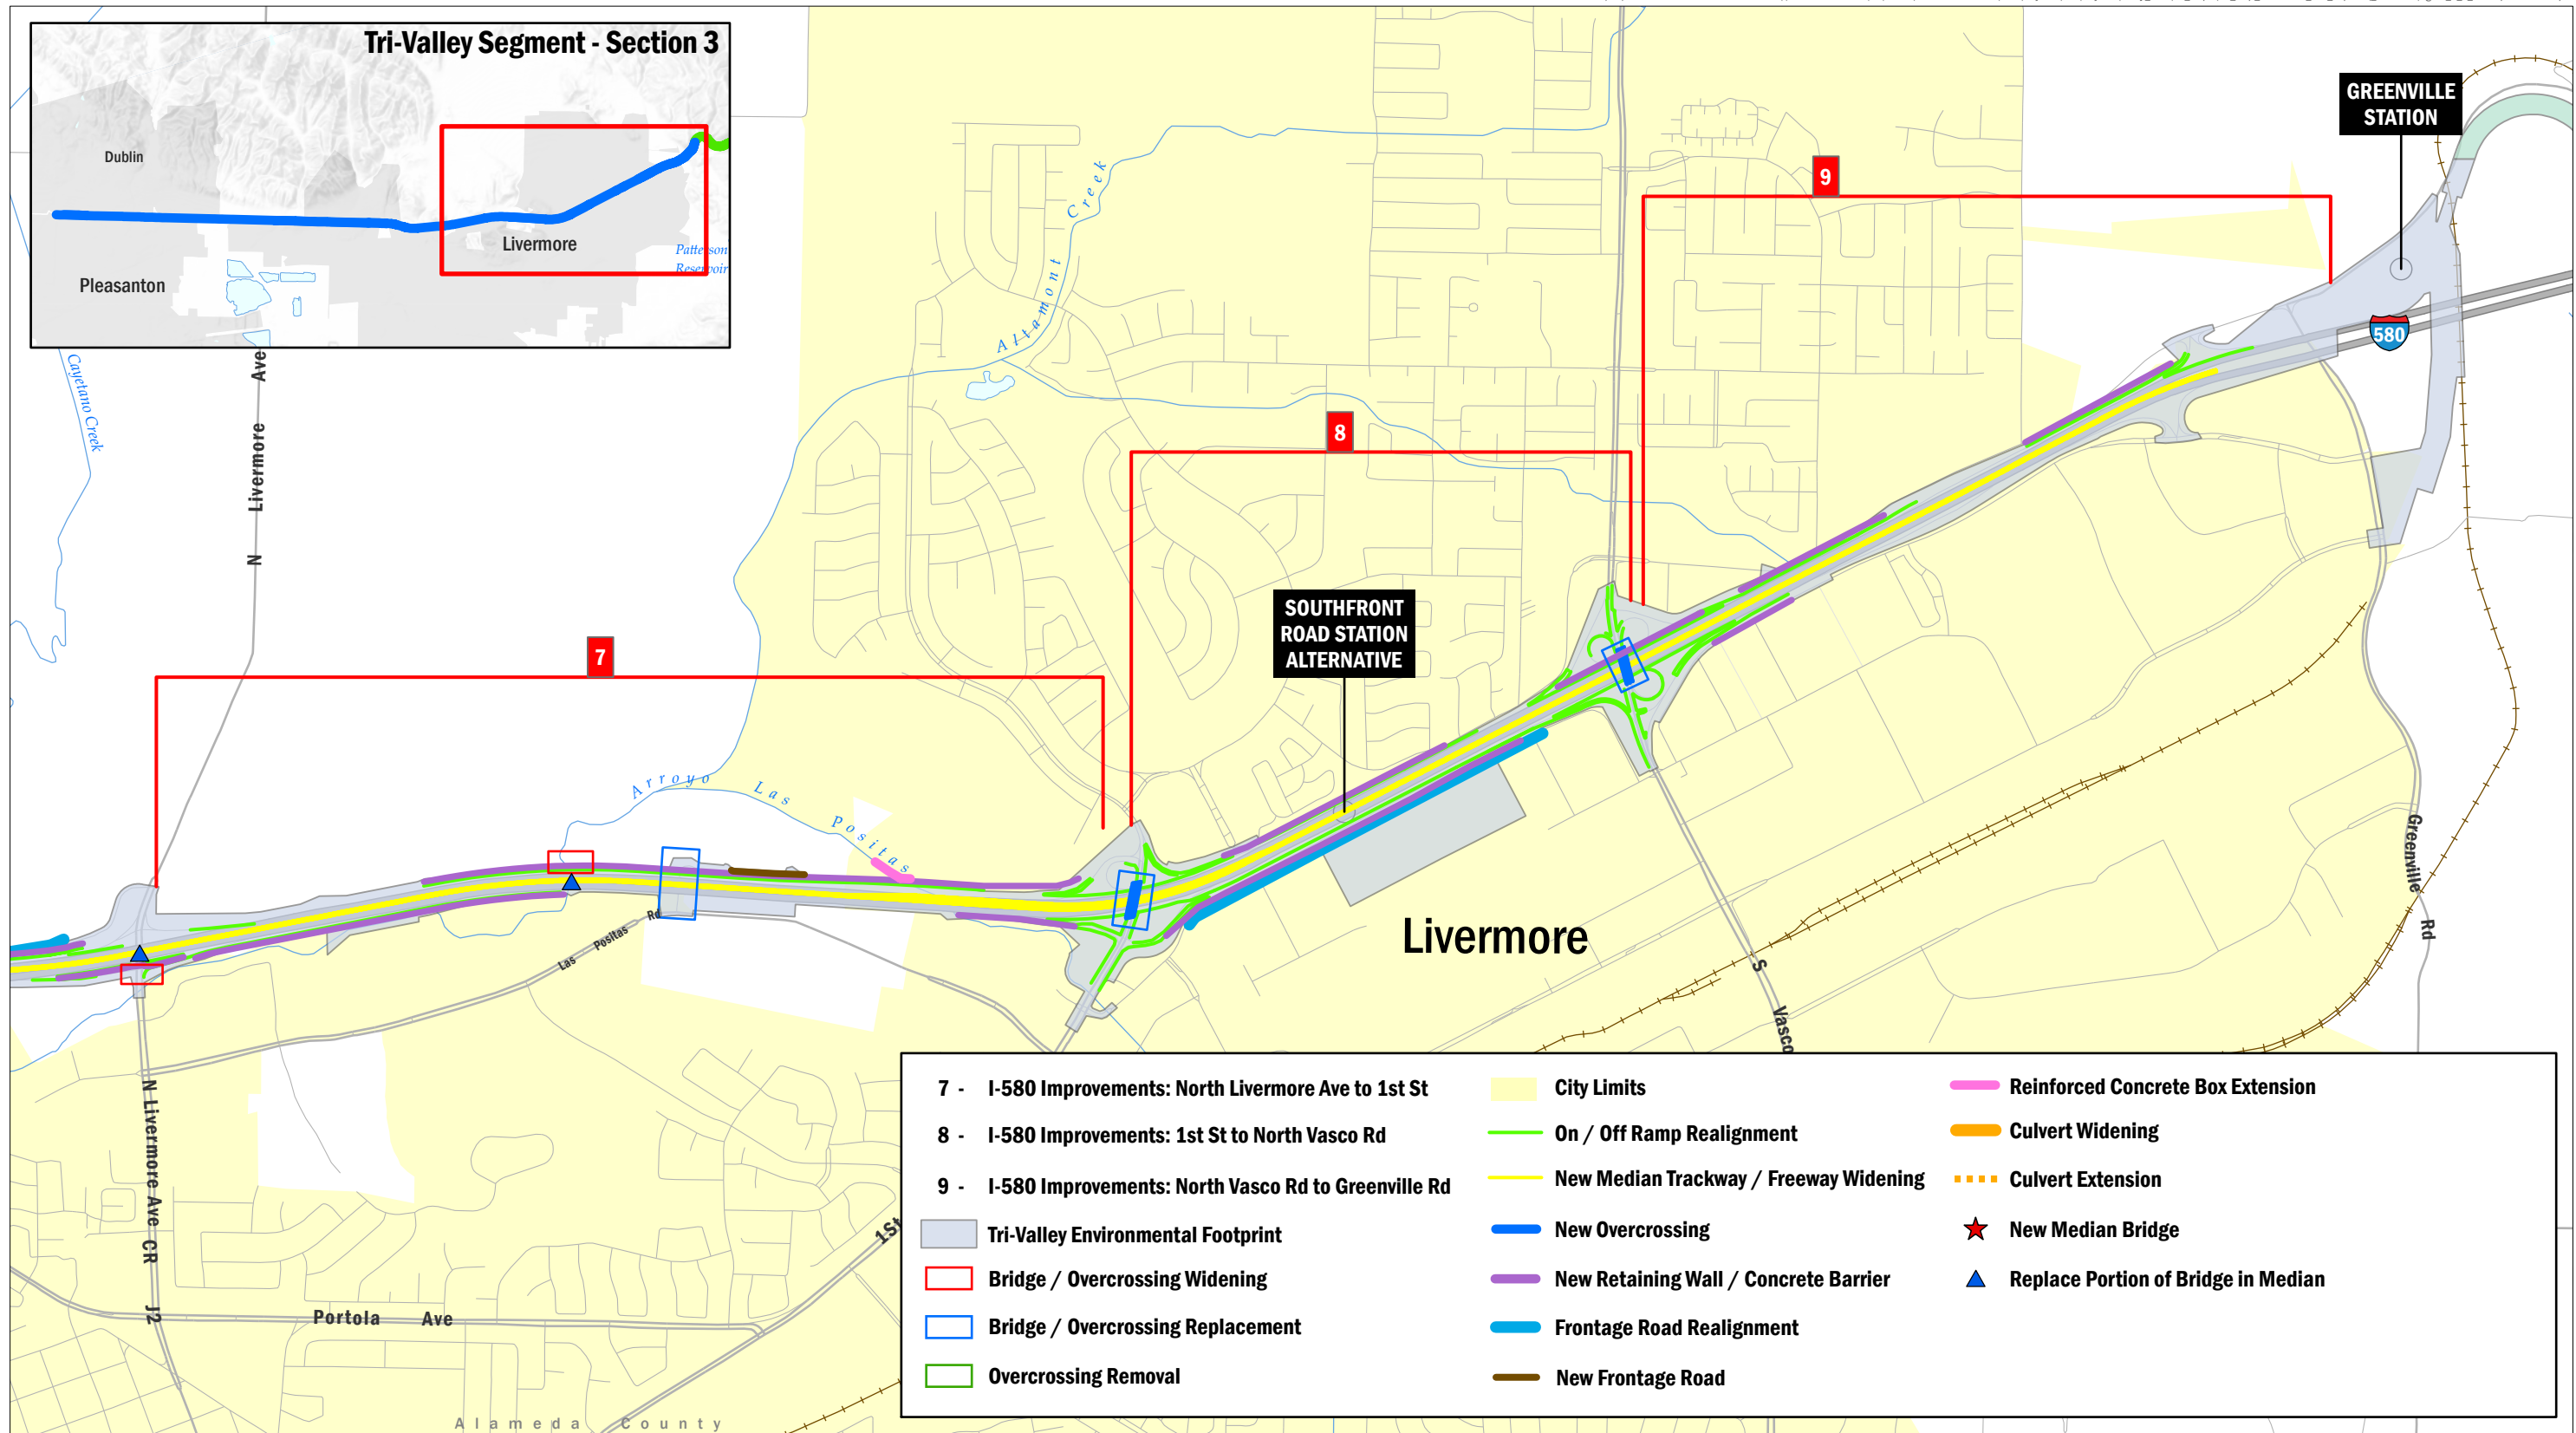 Tri-Valley Segment - Section 3
Dublin
Livermore
Pleasanton
Patterson
Reservoir
GREENVILLE
STATION
9
580
Altamont Creek
Cayetano Creek
N Livermore Ave
8
SOUTHFRONT
ROAD STATION
ALTERNATIVE
7
Arroyo Las Positas
Las Positas Rd
Livermore
Greenville Rd
S Vasco
N Livermore Ave CR J2
1St
Portola Ave
Alameda County
7 - I-580 Improvements: North Livermore Ave to 1st St
8 - I-580 Improvements: 1st St to North Vasco Rd
9 - I-580 Improvements: North Vasco Rd to Greenville Rd
Tri-Valley Environmental Footprint
Bridge / Overcrossing Widening
Bridge / Overcrossing Replacement
Overcrossing Removal
City Limits
On / Off Ramp Realignment
New Median Trackway / Freeway Widening
New Overcrossing
New Retaining Wall / Concrete Barrier
Frontage Road Realignment
New Frontage Road
Reinforced Concrete Box Extension
Culvert Widening
Culvert Extension
New Median Bridge
Replace Portion of Bridge in Median